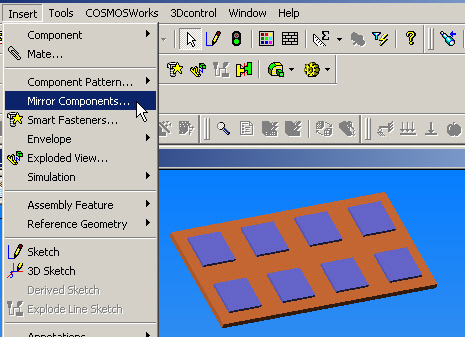 Insert Tools COSMOSWorks 3Dcontrol Window Help
Component
Mate...
Component Pattern...
Mirror Components...
Smart Fasteners...
Envelope
Exploded View...
Simulation
Assembly Feature
Reference Geometry
Sketch
3D Sketch
Derived Sketch
Explode Line Sketch
Annotations